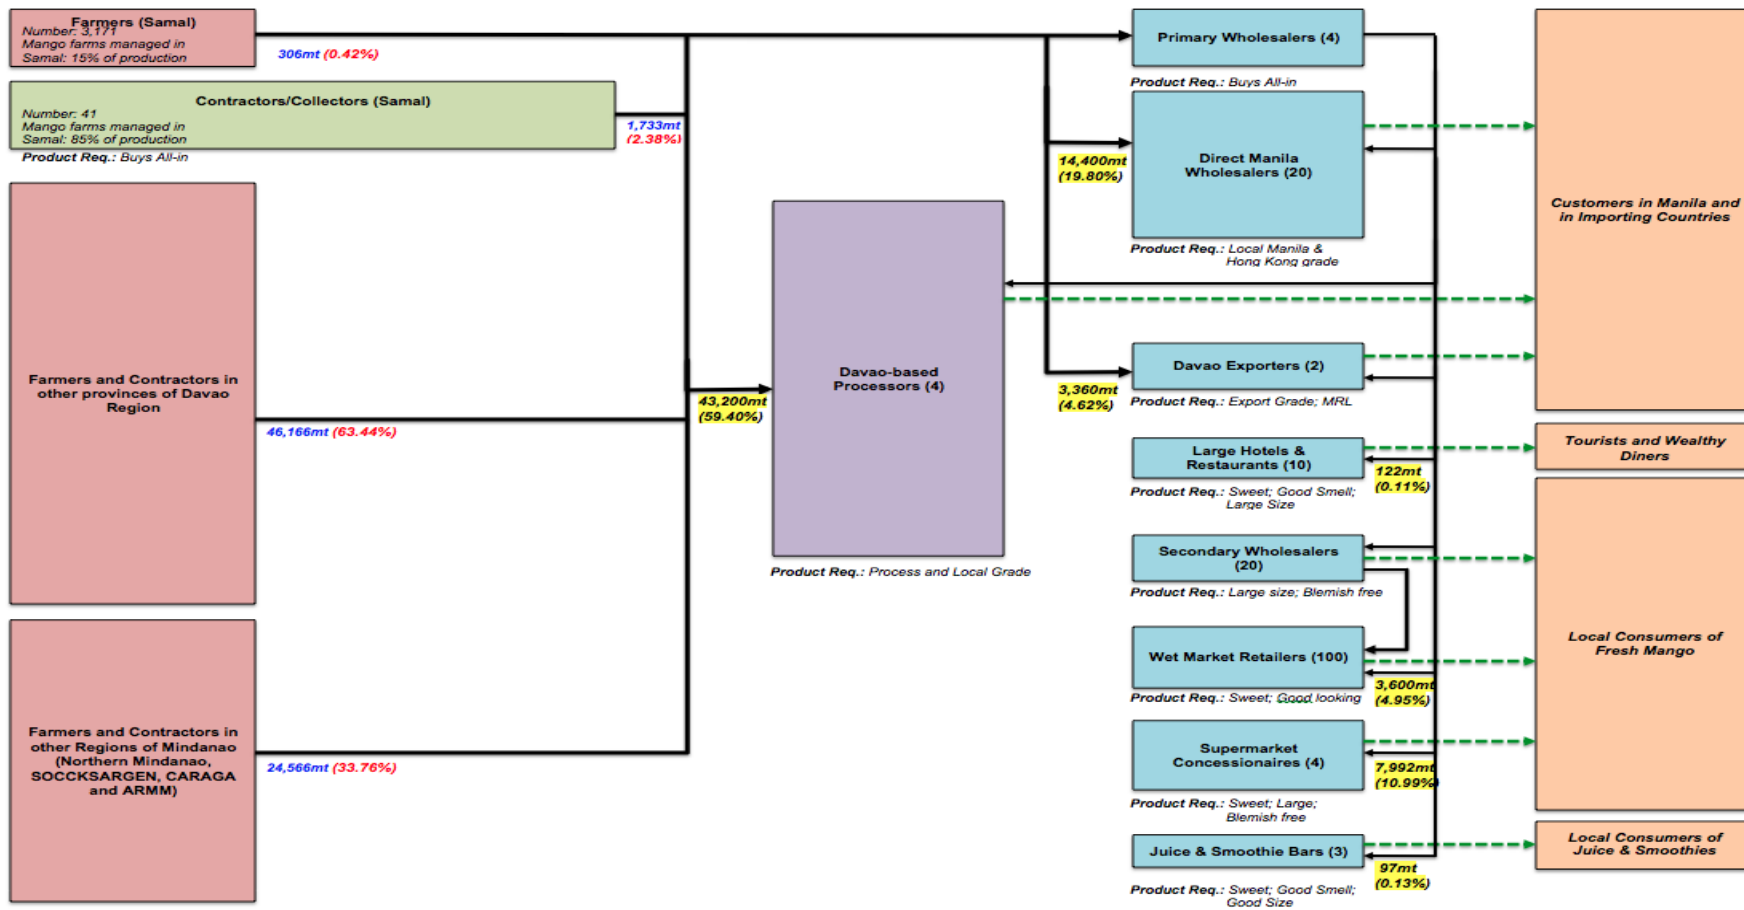 Farmers (Samal)
Number: 3,171
Mango farms managed in
Samal: 15% of production
306mt (0.42%)
Contractors/Collectors (Samal)
Number: 41
Mango farms managed in
Samal: 85% of production
Product Req.: Buys All-in
1,733mt
(2.38%)
Farmers and Contractors in
other provinces of Davao
Region
46,166mt (63.44%)
Farmers and Contractors in
other Regions of Mindanao
(Northern Mindanao,
SOCCKSARGEN, CARAGA
and ARMM)
24,566mt (33.76%)
43,200mt
(59.40%)
Davao-based
Processors (4)
Product Req.: Process and Local Grade
Primary Wholesalers (4)
Product Req.: Buys All-in
14,400mt
(19.80%)
Direct Manila
Wholesalers (20)
Product Req.: Local Manila &
Hong Kong grade
3,360mt
(4.62%)
Davao Exporters (2)
Product Req.: Export Grade; MRL
Large Hotels &
Restaurants (10)
Product Req.: Sweet; Good Smell;
Large Size
122mt
(0.11%)
Secondary Wholesalers
(20)
Product Req.: Large size; Blemish free
Wet Market Retailers (100)
Product Req.: Sweet; Good looking
3,600mt
(4.95%)
Supermarket
Concessionaires (4)
Product Req.: Sweet; Large;
Blemish free
7,992mt
(10.99%)
Juice & Smoothie Bars (3)
Product Req.: Sweet; Good Smell;
Good Size
97mt
(0.13%)
Customers in Manila and
in Importing Countries
Tourists and Wealthy
Diners
Local Consumers of
Fresh Mango
Local Consumers of
Juice & Smoothies